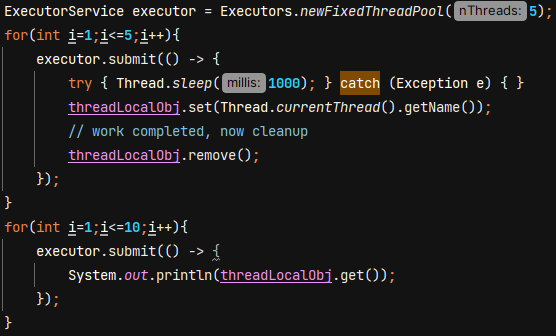 ExecutorService executor = Executors.newFixedThreadPool( nThreads: 5);
for(int i=1;i<=5;i++){
executor.submit(() -> {
try { Thread.sleep( millis: 1000); } catch (Exception e) { }
threadLocalObj.set(Thread.currentThread().getName());
// work completed, now cleanup
threadLocalObj.remove();
});
}
for(int i=1;i<=10;i++){
executor.submit(() -> {
System.out.println(threadLocalObj.get());
});
}